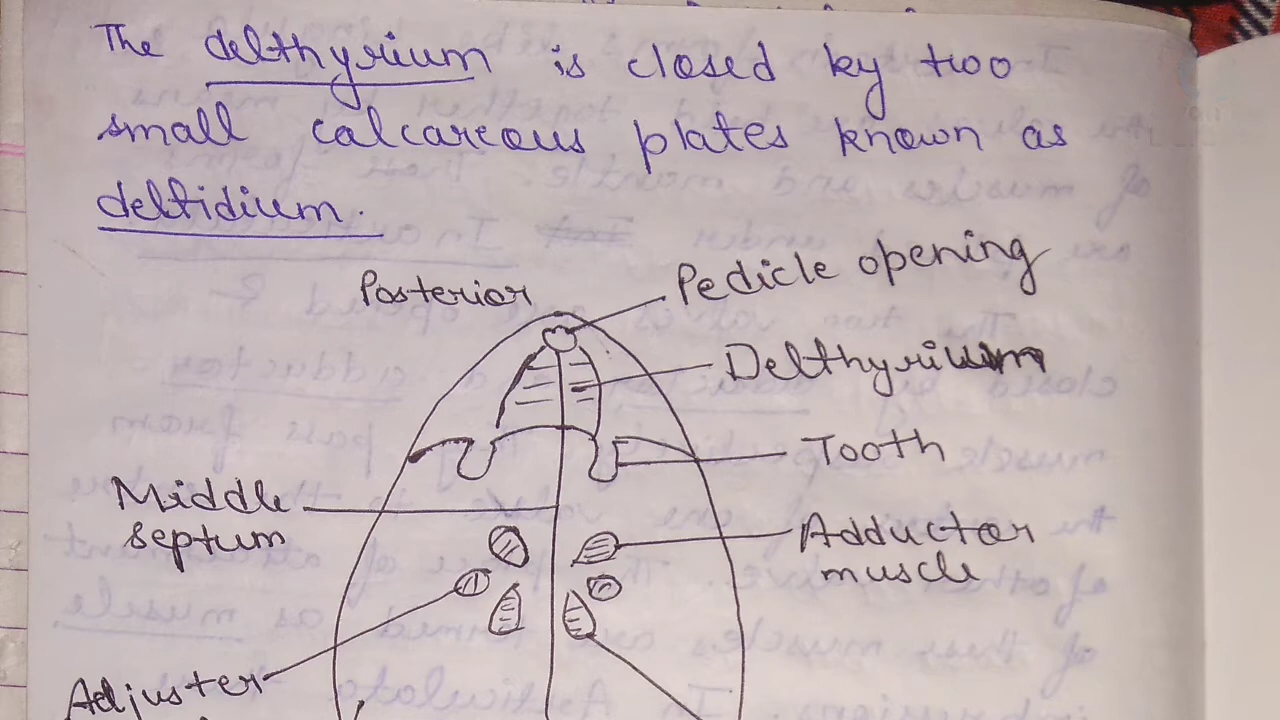 The delthyrium is closed by two
small calcareous plates known as
deltidium.
Posterior
Pedicle opening
Delthyrium
Tooth
Middle
septum
Adductor
muscle
Adjuster